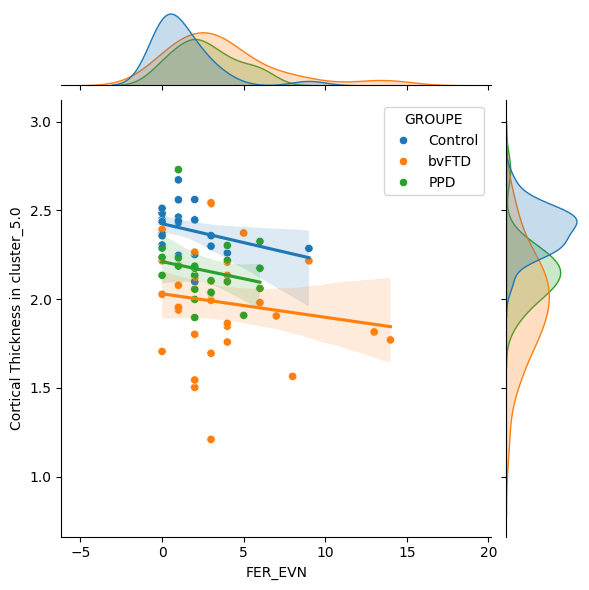 GROUPE
Control
bvFTD
PPD
3.0
2.5
2.0
1.5
1.0
Cortical Thickness in cluster_5.0
−5
0
5
10
15
20
FER_EVN